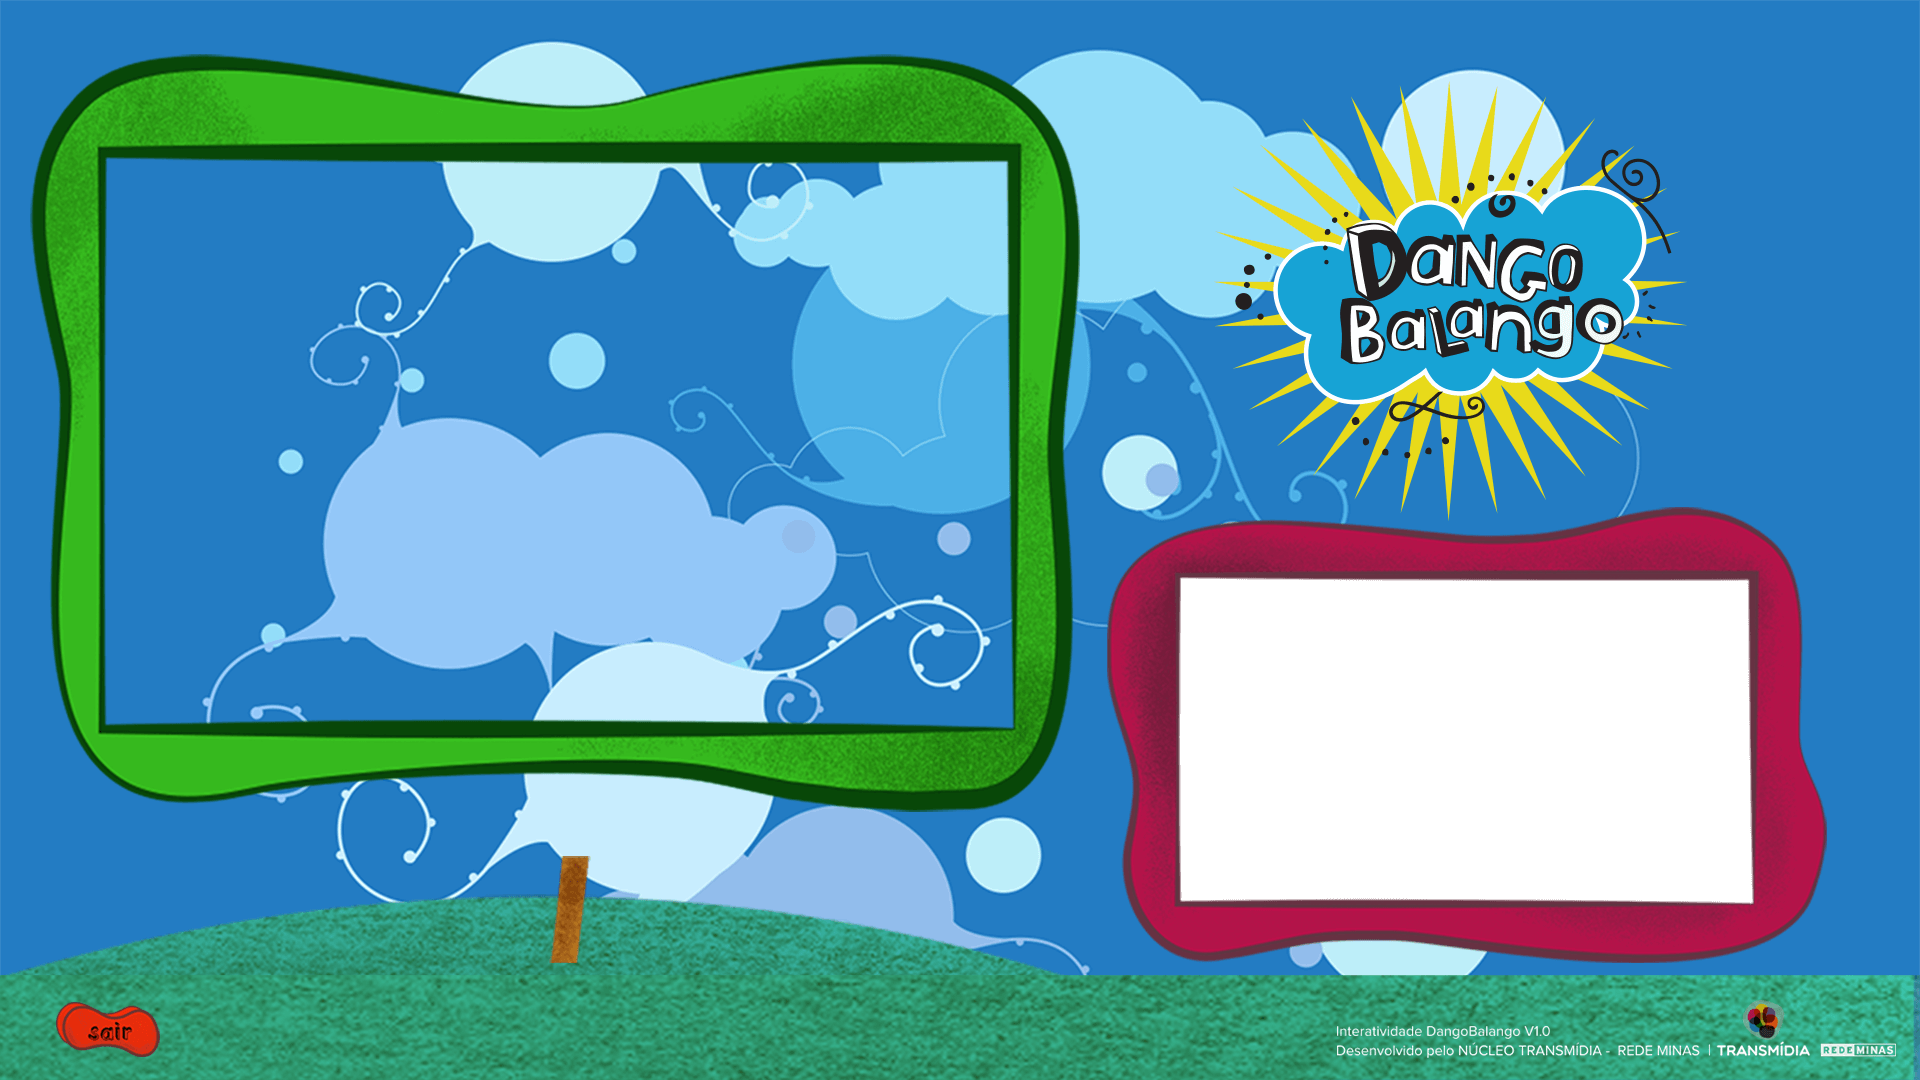 DANGO
BALANGO
sair
Interatividade DangoBalango V1.0
Desenvolvido pelo NÚCLEO TRANSMÍDIA - REDE MINAS | TRANSMÍDIA REDE MINAS